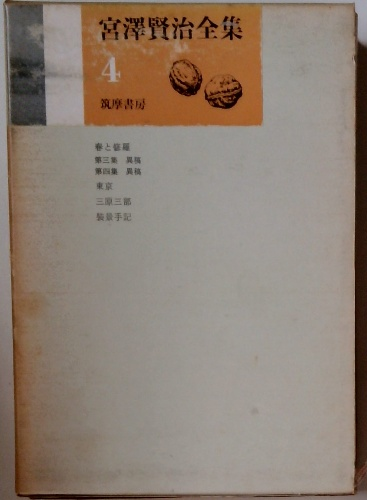 宮澤賢治全集
4
筑摩書房
春と修羅
第三集 異稿
第四集 異稿
東京
三原三部
装景手記